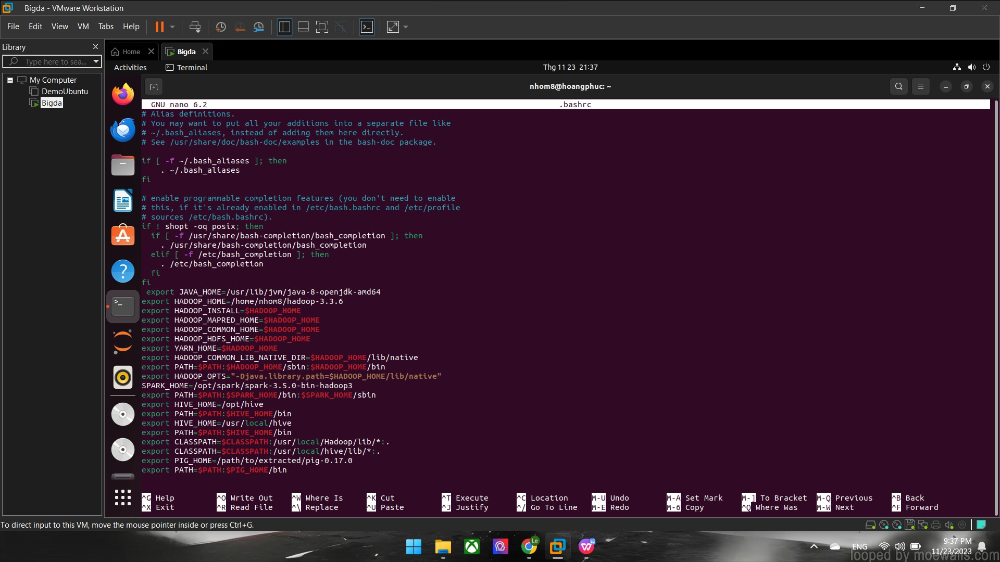 Bigda - VMware Workstation
File Edit View VM Tabs Help
Library
Type here to sea...
My Computer
DemoUbuntu
Bigda
Home
Bigda
Activities
Terminal
Thg 11 23 21:37
nhom8@hoangphuc: ~
GNU nano 6.2 .bashrc
# Alias definitions.
# You may want to put all your additions into a separate file like
# ~/.bash_aliases, instead of adding them here directly.
# See /usr/share/doc/bash-doc/examples in the bash-doc package.
if [ -f ~/.bash_aliases ]; then
    . ~/.bash_aliases
fi
# enable programmable completion features (you don't need to enable
# this, if it's already enabled in /etc/bash.bashrc and /etc/profile
# sources /etc/bash.bashrc).
if ! shopt -oq posix; then
  if [ -f /usr/share/bash-completion/bash_completion ]; then
    . /usr/share/bash-completion/bash_completion
  elif [ -f /etc/bash_completion ]; then
    . /etc/bash_completion
  fi
fi
 export JAVA_HOME=/usr/lib/jvm/java-8-openjdk-amd64
export HADOOP_HOME=/home/nhom8/hadoop-3.3.6
export HADOOP_INSTALL=$HADOOP_HOME
export HADOOP_MAPRED_HOME=$HADOOP_HOME
export HADOOP_COMMON_HOME=$HADOOP_HOME
export HADOOP_HDFS_HOME=$HADOOP_HOME
export YARN_HOME=$HADOOP_HOME
export HADOOP_COMMON_LIB_NATIVE_DIR=$HADOOP_HOME/lib/native
export PATH=$PATH:$HADOOP_HOME/sbin:$HADOOP_HOME/bin
export HADOOP_OPTS="-Djava.library.path=$HADOOP_HOME/lib/native"
SPARK_HOME=/opt/spark/spark-3.5.0-bin-hadoop3
export PATH=$PATH:$SPARK_HOME/bin:$SPARK_HOME/sbin
export HIVE_HOME=/opt/hive
export PATH=$PATH:$HIVE_HOME/bin
export HIVE_HOME=/usr/local/hive
export PATH=$PATH:$HIVE_HOME/bin
export CLASSPATH=$CLASSPATH:/usr/local/Hadoop/lib/*:.
export CLASSPATH=$CLASSPATH:/usr/local/hive/lib/*:.
export PIG_HOME=/path/to/extracted/pig-0.17.0
export PATH=$PATH:$PIG_HOME/bin
^G Help ^O Write Out ^W Where Is ^K Cut ^T Execute ^C Location M-U Undo M-A Set Mark M-] To Bracket M-Q Previous ^B Back
^X Exit ^R Read File ^\ Replace ^U Paste ^J Justify ^/ Go To Line M-E Redo M-6 Copy ^Q Where Was M-W Next ^F Forward
To direct input to this VM, move the mouse pointer inside or press Ctrl+G.
Le
ENG
9:37 PM
11/23/2023
looped by moewalls.com